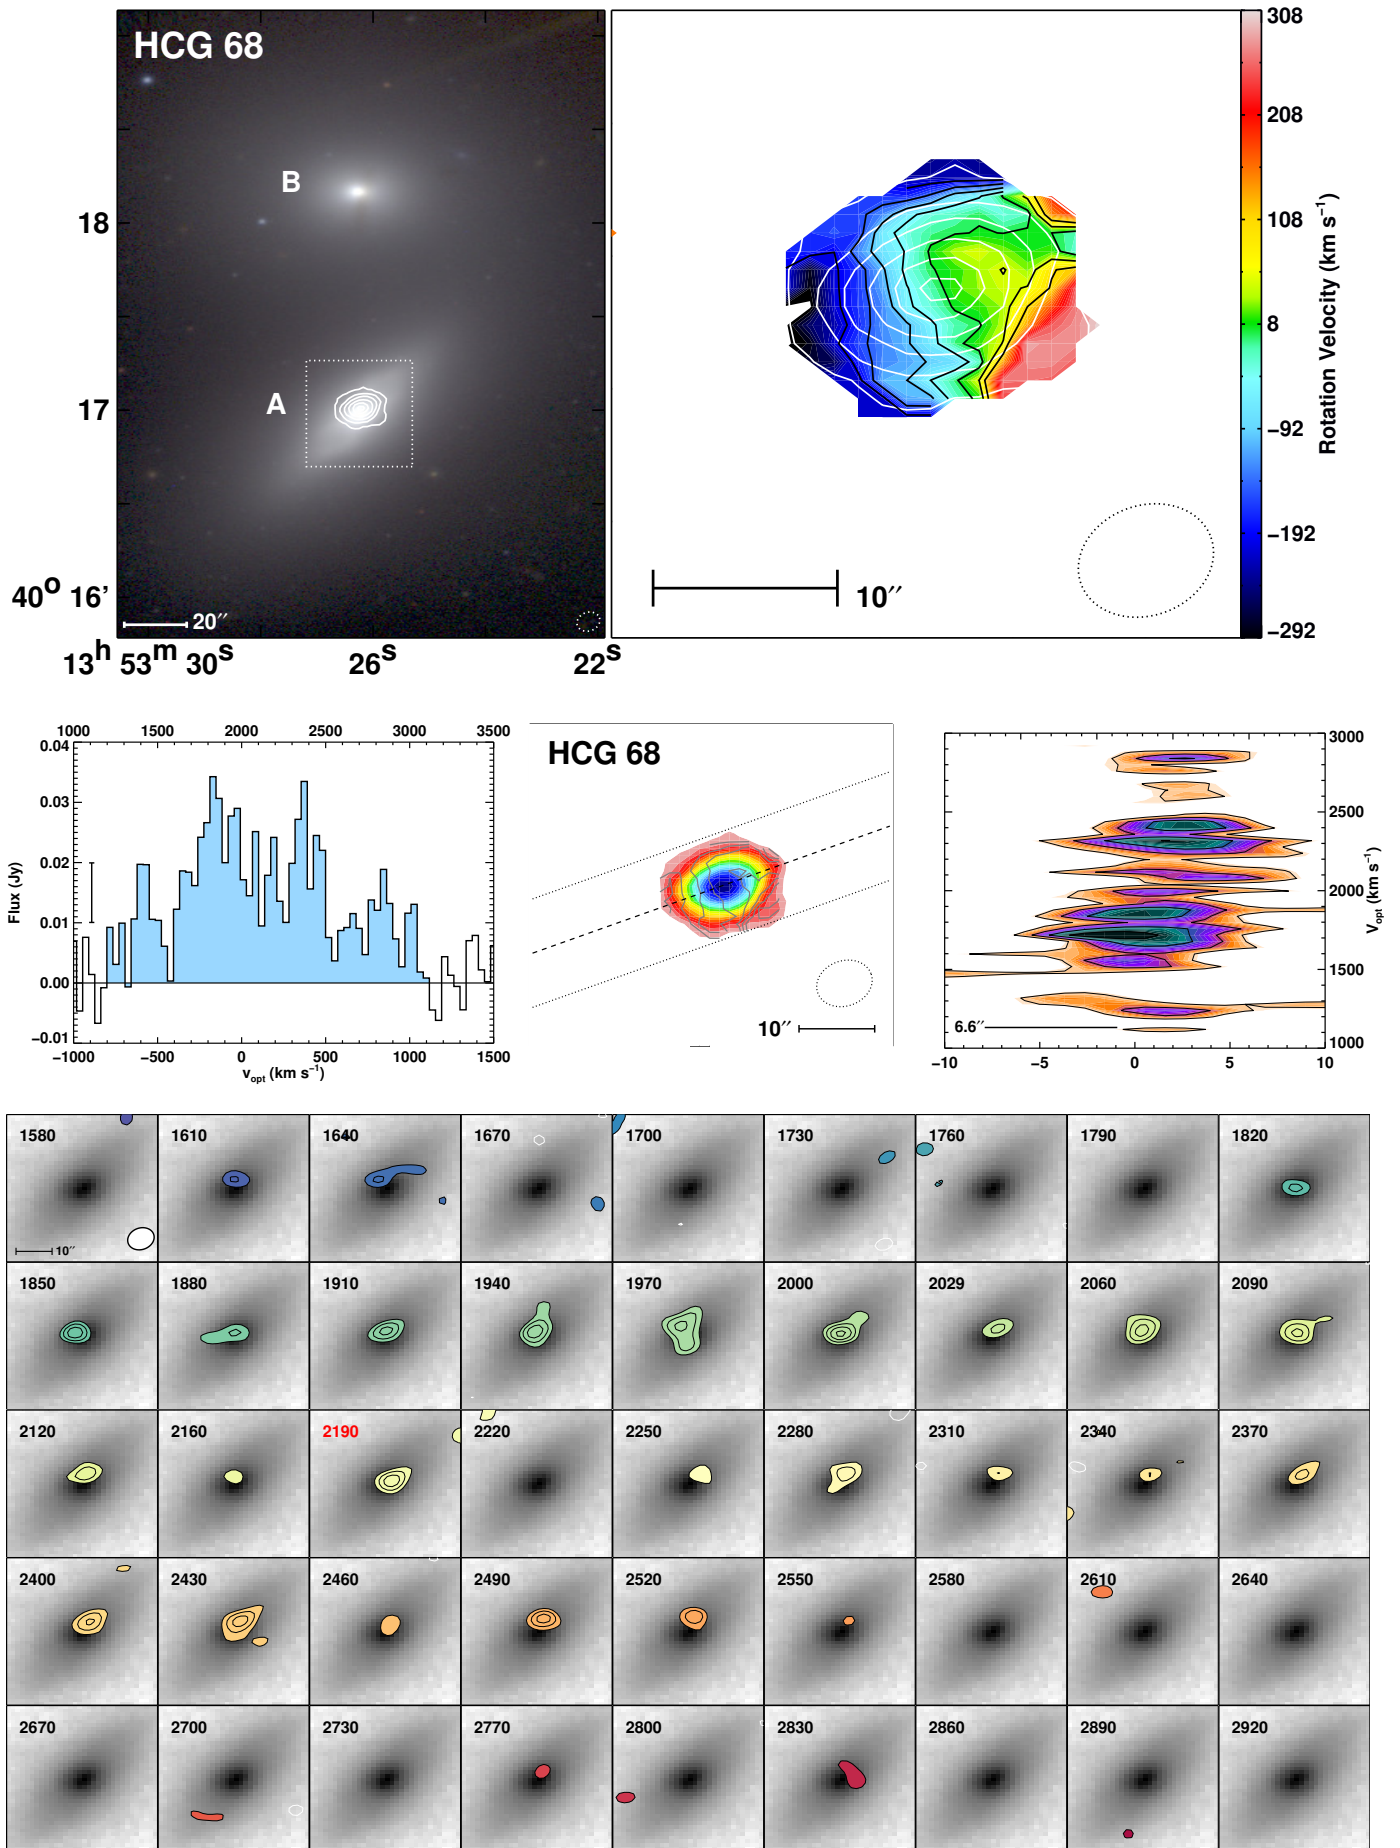 HCG 68
B
A
18
17
40° 16'
20″
13h 53m 30s
26s
22s
10″
308
208
108
8
−92
−192
−292
Rotation Velocity (km s−1)
1000 1500 2000 2500 3000 3500
0.04
0.03
0.02
0.01
0.00
−0.01
Flux (Jy)
−1000 −500 0 500 1000 1500
vopt (km s−1)
HCG 68
10″
3000
2500
2000
1500
1000
vopt (km s−1)
6.6″
−10 −5 0 5 10
1580 1610 1640 1670 1700 1730 1760 1790 1820
10″
1850 1880 1910 1940 1970 2000 2029 2060 2090
2120 2160 2190 2220 2250 2280 2310 2340 2370
2400 2430 2460 2490 2520 2550 2580 2610 2640
2670 2700 2730 2770 2800 2830 2860 2890 2920